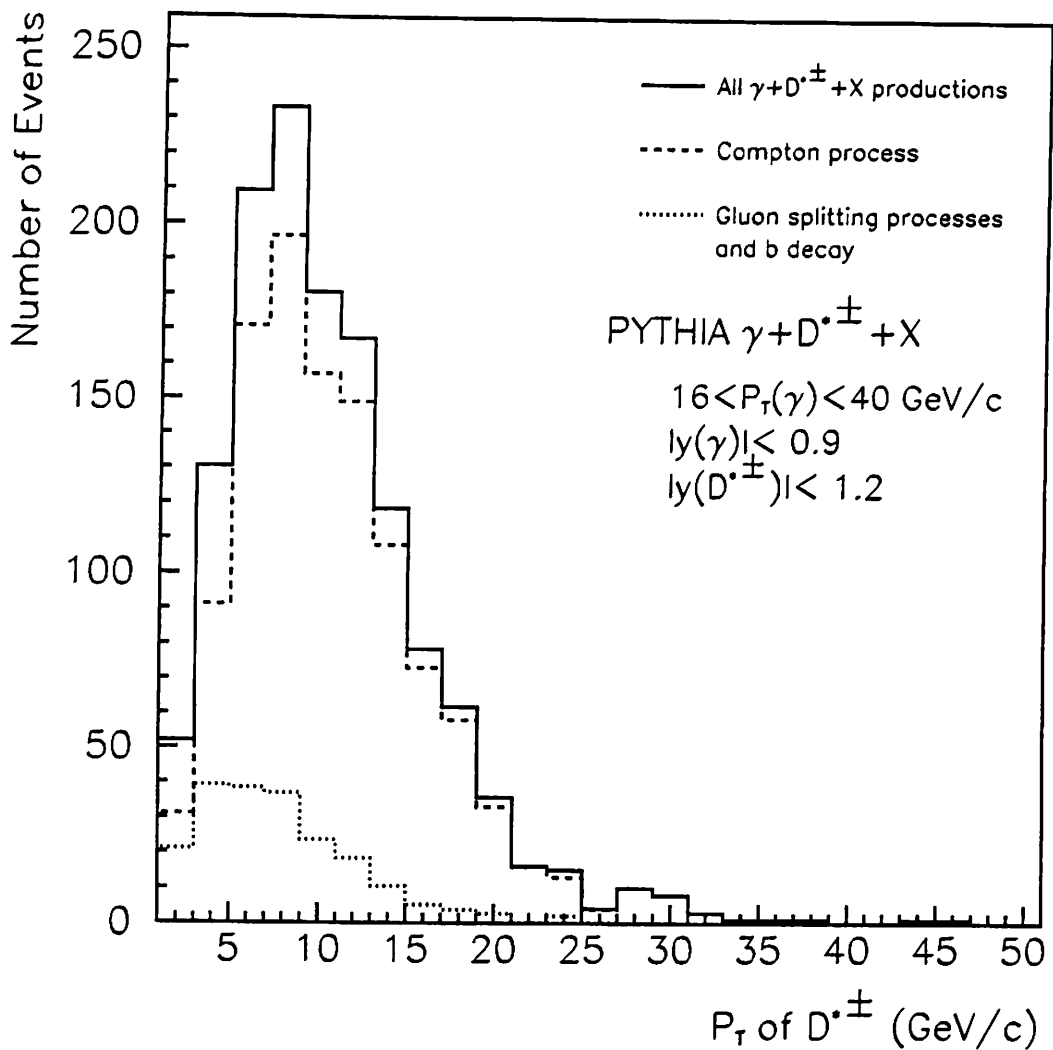 Number of Events
250
200
150
100
50
0
All γ+D*±+X productions
Compton process
Gluon splitting processes
and b decay
PYTHIA γ+D*±+X
16<P_T(γ)<40 GeV/c
|y(γ)|< 0.9
|y(D*±)|< 1.2
5 10 15 20 25 30 35 40 45 50
P_T of D*± (GeV/c)